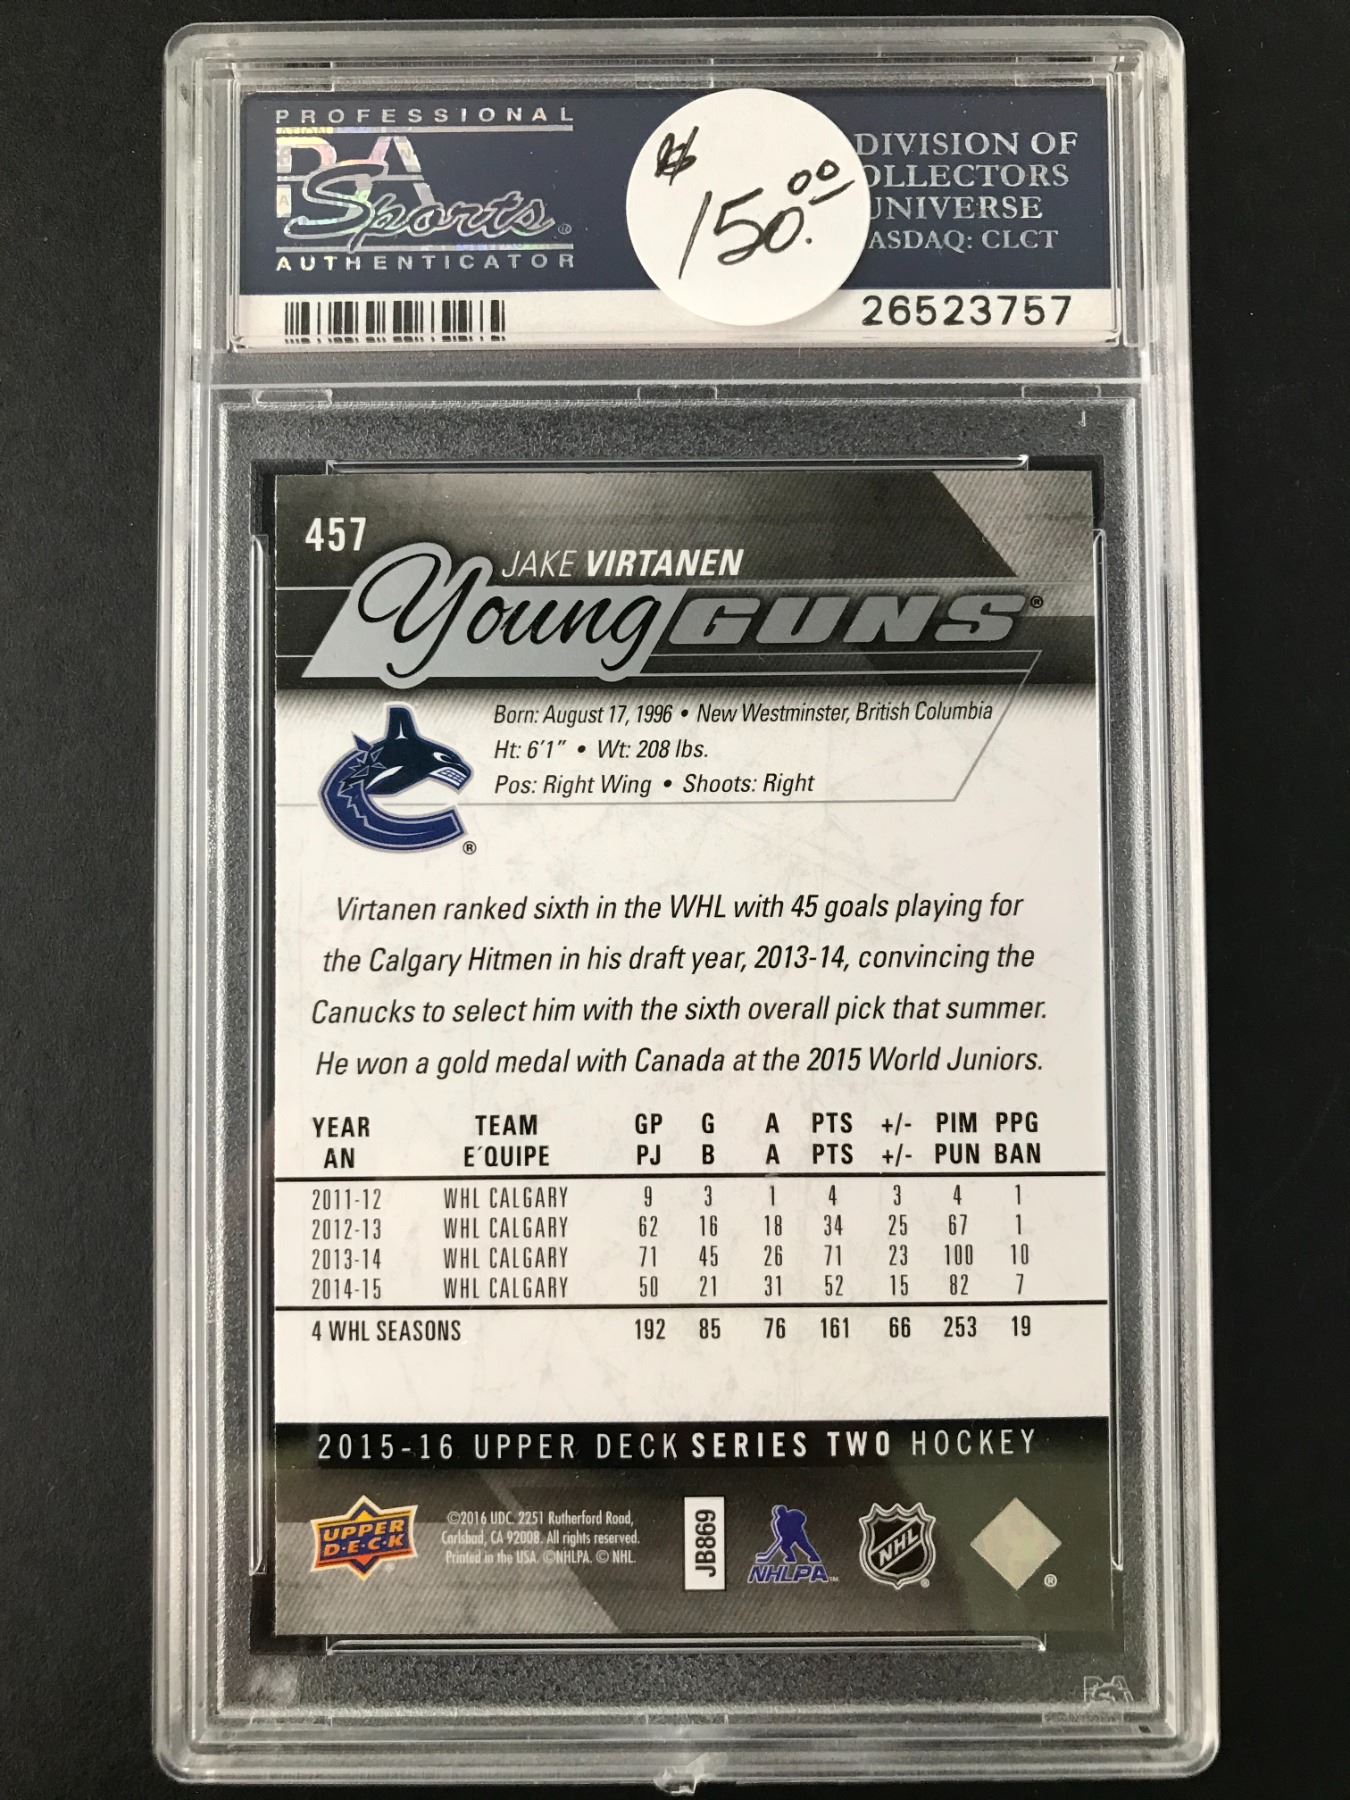 PROFESSIONAL
PSA
Sports
AUTHENTICATOR
$
150.00
DIVISION OF
OLLECTORS
UNIVERSE
ASDAQ: CLCT
26523757
457
JAKE VIRTANEN
Young GUNS®
Born: August 17, 1996 • New Westminster, British Columbia
Ht: 6'1" • Wt: 208 lbs.
Pos: Right Wing • Shoots: Right
®
Virtanen ranked sixth in the WHL with 45 goals playing for
the Calgary Hitmen in his draft year, 2013-14, convincing the
Canucks to select him with the sixth overall pick that summer.
He won a gold medal with Canada at the 2015 World Juniors.
YEAR TEAM GP G A PTS +/- PIM PPG
AN E´QUIPE PJ B A PTS +/- PUN BAN
2011-12 WHL CALGARY 9 3 1 4 3 4 1
2012-13 WHL CALGARY 62 16 18 34 25 67 1
2013-14 WHL CALGARY 71 45 26 71 23 100 10
2014-15 WHL CALGARY 50 21 31 52 15 82 7
4 WHL SEASONS 192 85 76 161 66 253 19
2015-16 UPPER DECK SERIES TWO HOCKEY
UPPER
D·E·C·K
©2016 UDC. 2251 Rutherford Road,
Carlsbad, CA 92008. All rights reserved.
Printed in the USA. ©NHLPA. © NHL.
JB869
NHLPA™
NHL®
®
PSA